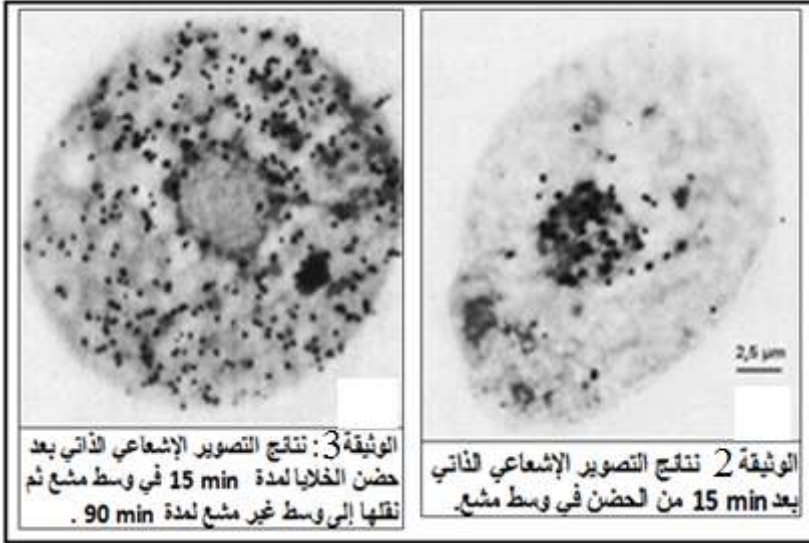 الوثيقة 3: نتائج التصوير الإشعاعي الذاتي بعد
حضن الخلايا لمدة 15 min في وسط مشع ثم
نقلها إلى وسط غير مشع لمدة 90 min .
2,5 µm
الوثيقة 2 نتائج التصوير الإشعاعي الذاتي
بعد 15 min من الحضن في وسط مشع.